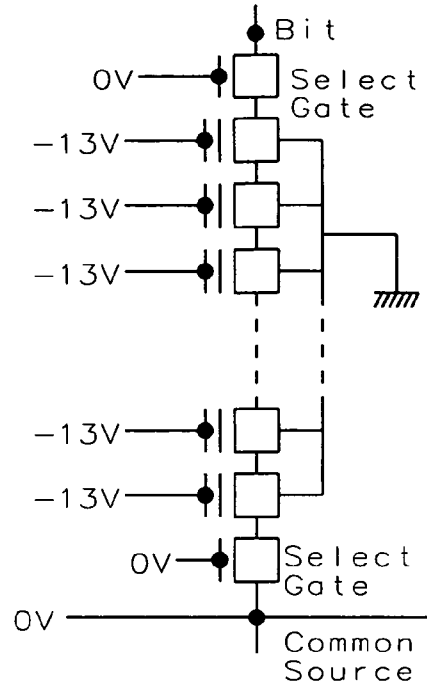 Bit
0V
Select
Gate
-13V
-13V
-13V
-13V
-13V
0V
Select
Gate
0V
Common
Source